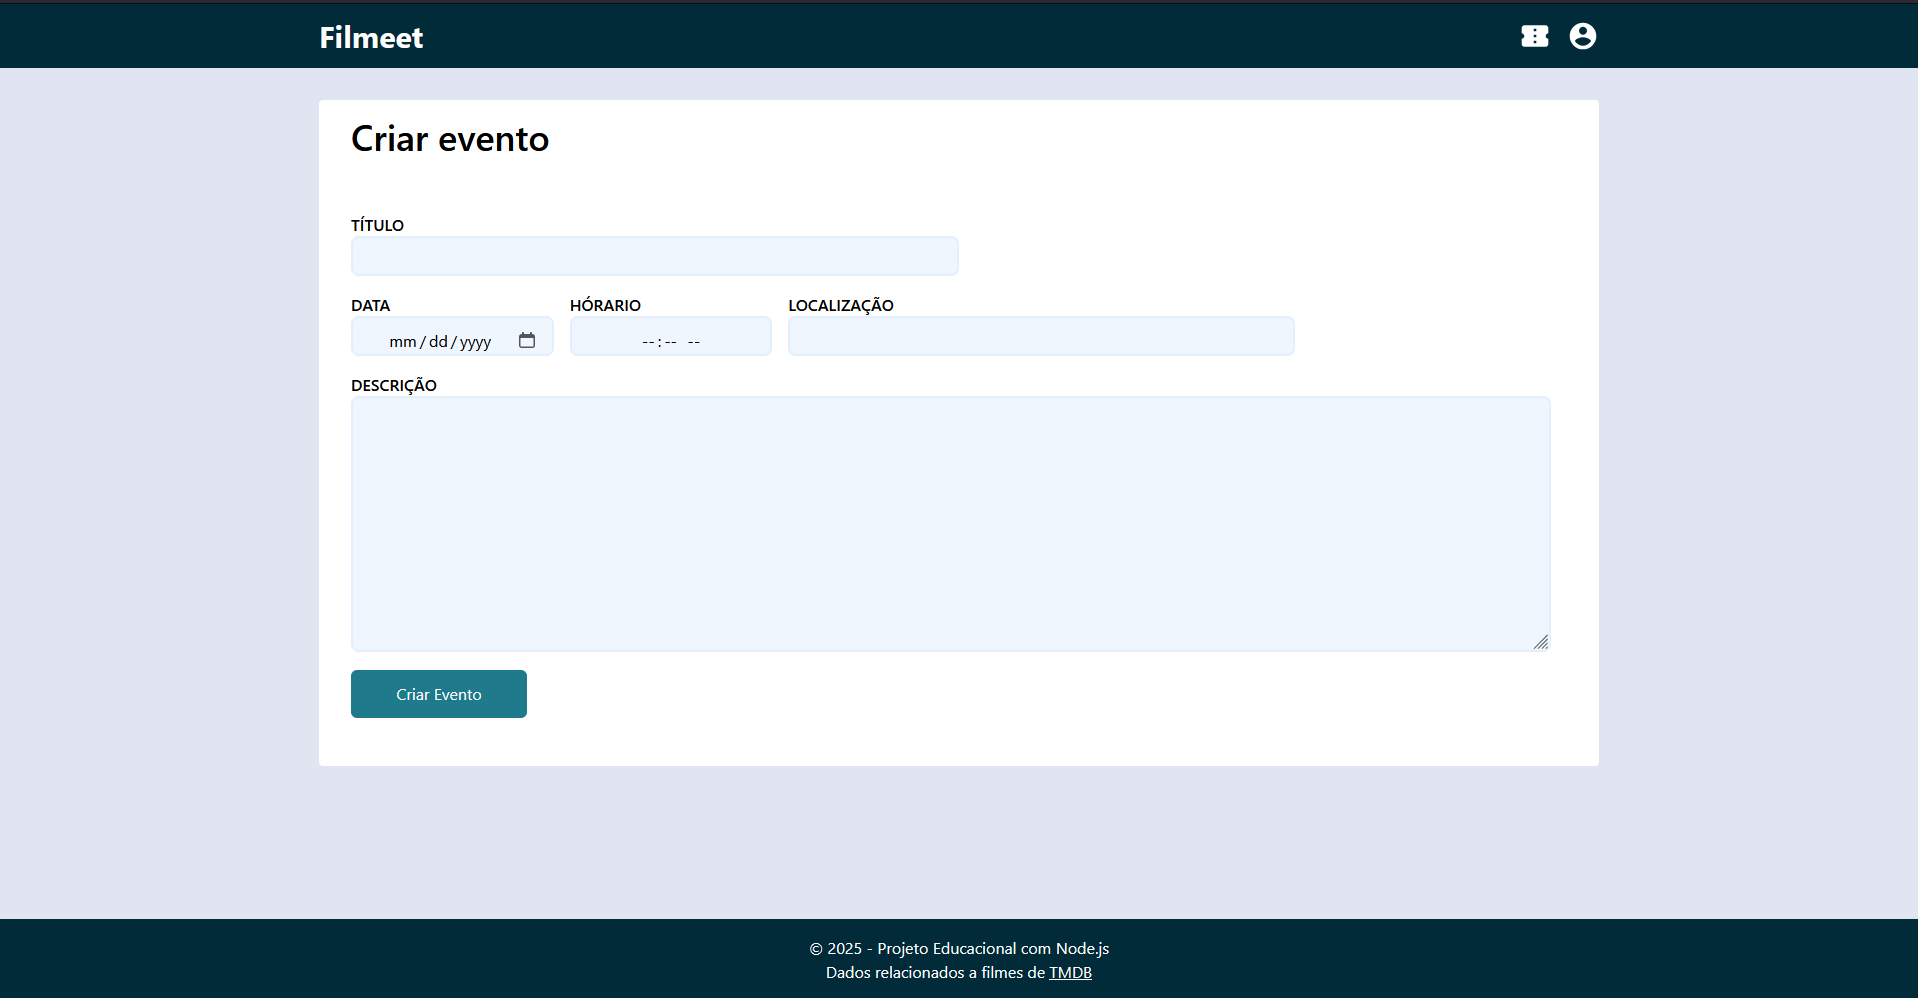 Filmeet
Criar evento
TÍTULO
DATA HÓRARIO LOCALIZAÇÃO
mm/dd/yyyy --:-- --
DESCRIÇÃO
Criar Evento
© 2025 - Projeto Educacional com Node.js
Dados relacionados a filmes de TMDB